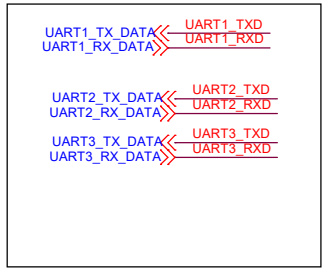 UART1_TX_DATA UART1_TXD
UART1_RX_DATA UART1_RXD
UART2_TX_DATA UART2_TXD
UART2_RX_DATA UART2_RXD
UART3_TX_DATA UART3_TXD
UART3_RX_DATA UART3_RXD